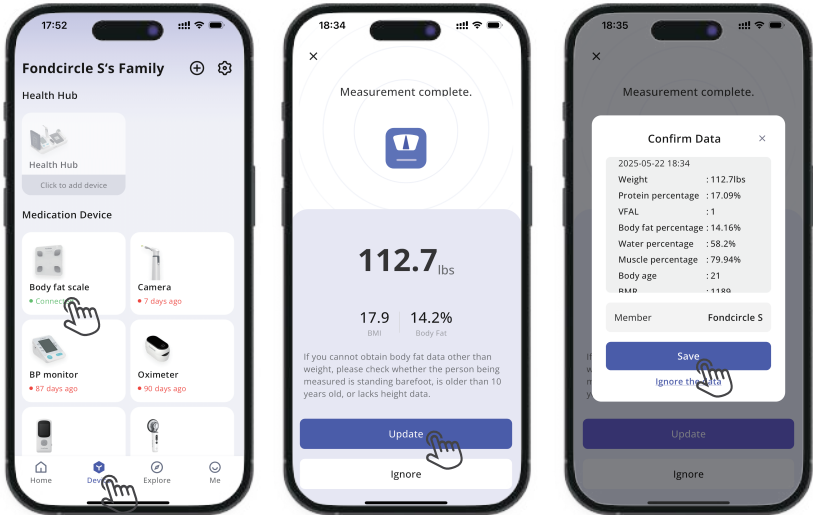 17:52
Fondcircle S's Family
Health Hub
Health Hub
Click to add device
Medication Device
Body fat scale
Camera
7 days ago
BP monitor
Oximeter
87 days ago
90 days ago
Home
Explore
Me
18:34
Measurement complete.
112.7lbs
17.9
14.2%
BMI
Body Fat
If you cannot obtain body fat data other than
weight, please check whether the person being
measured is standing barefoot, is older than 10
years old, or lacks height data.
Update
Ignore
18:35
Measurement complete.
Confirm Data
2025-05-22 18:34
Weight : 112.7lbs
Protein percentage : 17.09%
VFAL : 1
Body fat percentage : 14.16%
Water percentage : 58.2%
Muscle percentage : 79.94%
Body age : 21
BMR : 1189
Member Fondcircle S
Save
Ignore the data
Update
Ignore